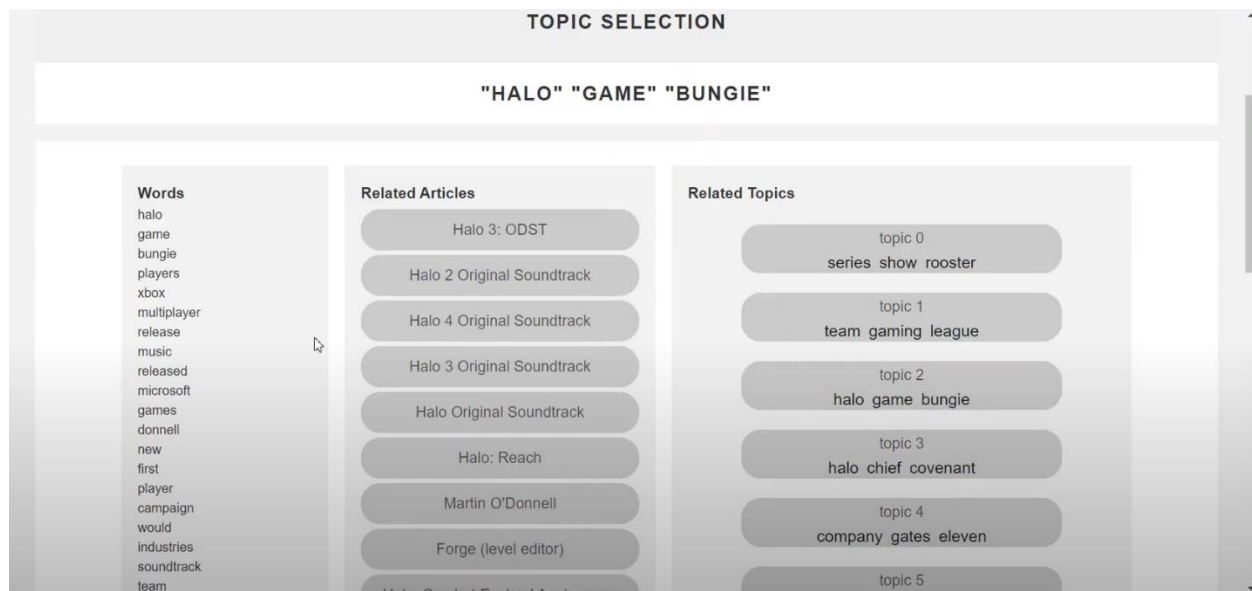 TOPIC SELECTION
"HALO" "GAME" "BUNGIE"
Words
halo
game
bungie
players
xbox
multiplayer
release
music
released
microsoft
games
donnell
new
first
player
campaign
would
industries
soundtrack
team
Related Articles
Halo 3: ODST
Halo 2 Original Soundtrack
Halo 4 Original Soundtrack
Halo 3 Original Soundtrack
Halo Original Soundtrack
Halo: Reach
Martin O'Donnell
Forge (level editor)
Related Topics
topic 0
series show rooster
topic 1
team gaming league
topic 2
halo game bungie
topic 3
halo chief covenant
topic 4
company gates eleven
topic 5